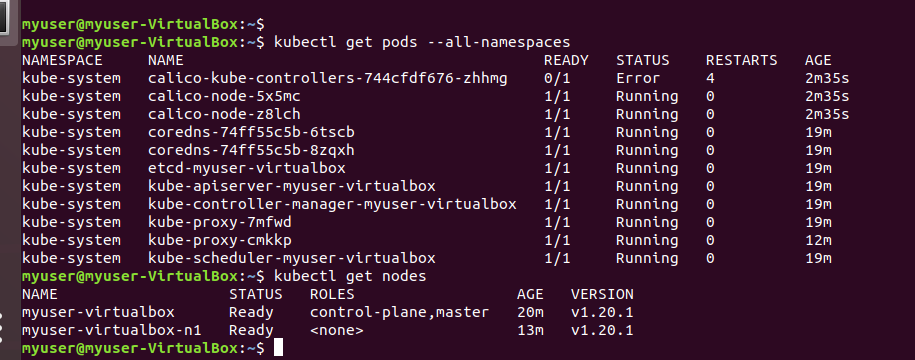 myuser@myuser-VirtualBox:~$
myuser@myuser-VirtualBox:~$ kubectl get pods --all-namespaces
NAMESPACE     NAME                                        READY   STATUS    RESTARTS   AGE
kube-system   calico-kube-controllers-744cfdf676-zhhmg    0/1     Error     4          2m35s
kube-system   calico-node-5x5mc                           1/1     Running   0          2m35s
kube-system   calico-node-z8lch                           1/1     Running   0          2m35s
kube-system   coredns-74ff55c5b-6tscb                     1/1     Running   0          19m
kube-system   coredns-74ff55c5b-8zqxh                     1/1     Running   0          19m
kube-system   etcd-myuser-virtualbox                      1/1     Running   0          19m
kube-system   kube-apiserver-myuser-virtualbox            1/1     Running   0          19m
kube-system   kube-controller-manager-myuser-virtualbox   1/1     Running   0          19m
kube-system   kube-proxy-7mfwd                            1/1     Running   0          19m
kube-system   kube-proxy-cmkkp                            1/1     Running   0          12m
kube-system   kube-scheduler-myuser-virtualbox            1/1     Running   0          19m
myuser@myuser-VirtualBox:~$ kubectl get nodes
NAME                   STATUS   ROLES                  AGE   VERSION
myuser-virtualbox      Ready    control-plane,master   20m   v1.20.1
myuser-virtualbox-n1   Ready    <none>                 13m   v1.20.1
myuser@myuser-VirtualBox:~$